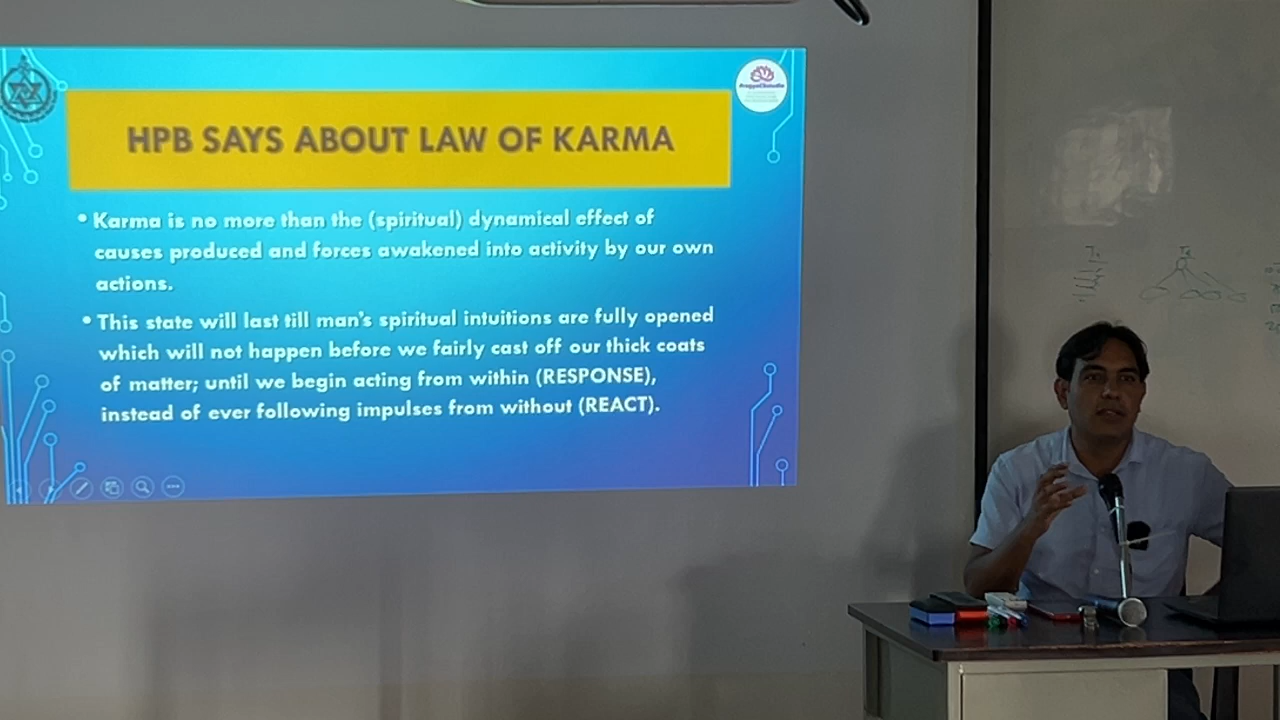 HPB SAYS ABOUT LAW OF KARMA
• Karma is no more than the (spiritual) dynamical effect of
causes produced and forces awakened into activity by our own
actions.
• This state will last till man's spiritual intuitions are fully opened
which will not happen before we fairly cast off our thick coats
of matter; until we begin acting from within (RESPONSE),
instead of ever following impulses from without (REACT).